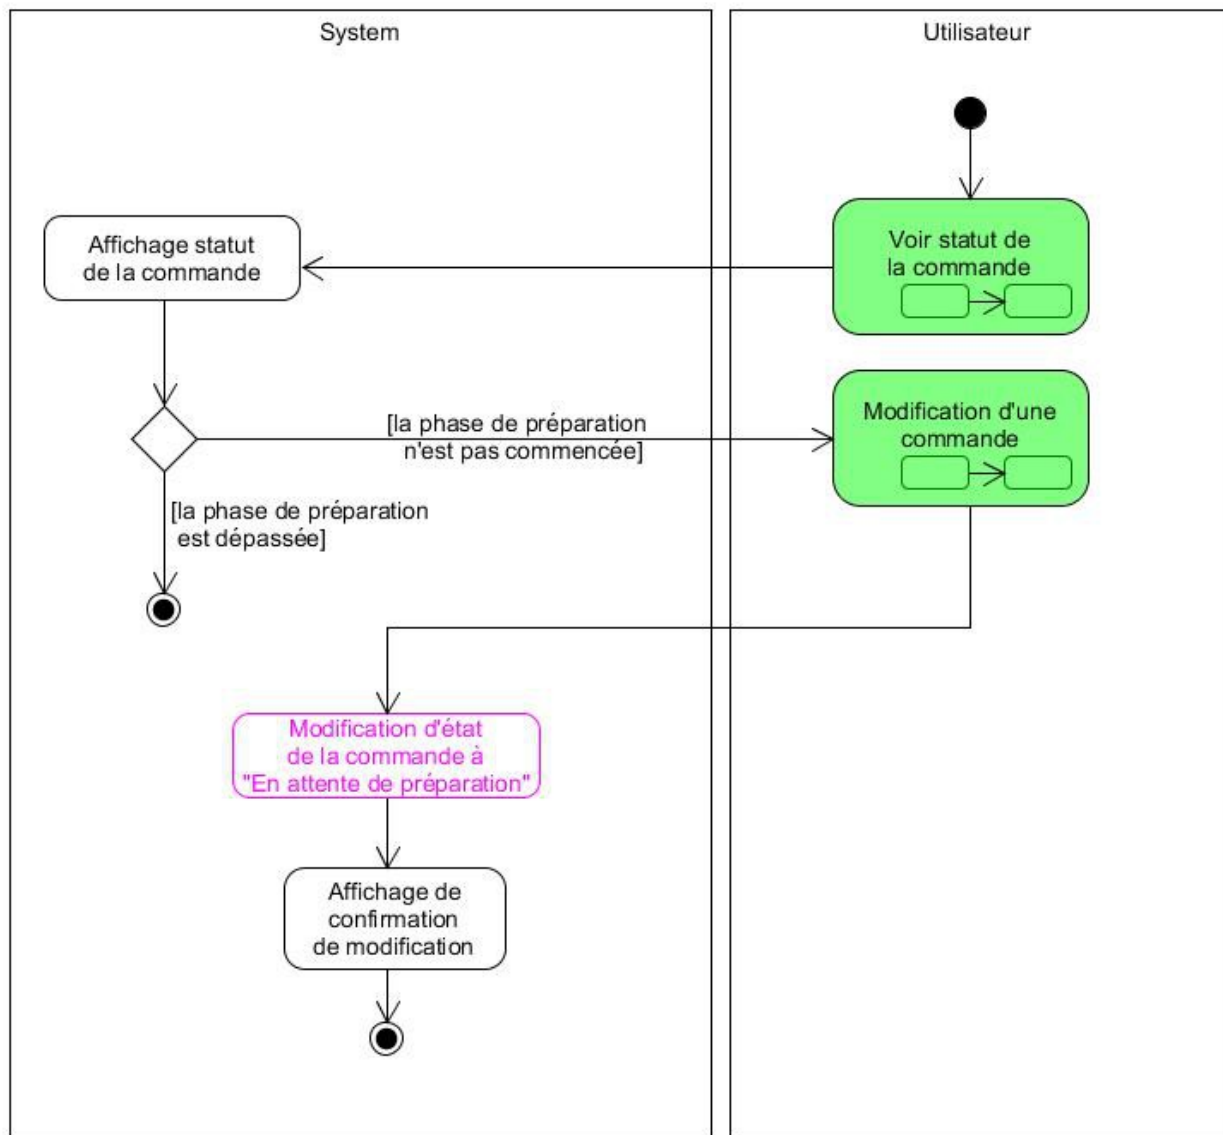 System
Utilisateur
Affichage statut
de la commande
Voir statut de
la commande
[la phase de préparation
n'est pas commencée]
Modification d'une
commande
[la phase de préparation
est dépassée]
Modification d'état
de la commande à
"En attente de préparation"
Affichage de
confirmation
de modification